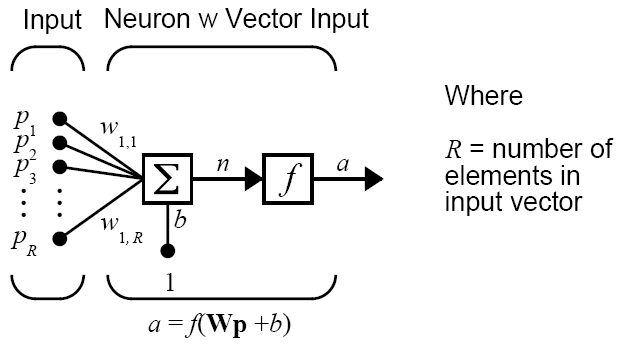 Input
Neuron w Vector Input
p1
p2
p3
pR
w1,1
w1, R
Σ
n
f
a
b
1
a = f(Wp +b)
Where
R = number of
elements in
input vector